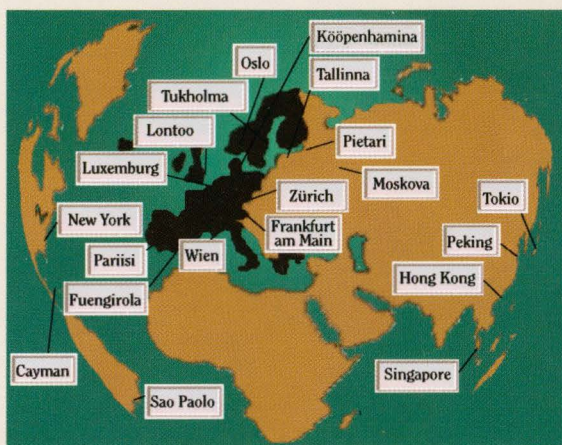 Kööpenhamina
Oslo
Tallinna
Tukholma
Lontoo
Pietari
Luxemburg
Moskova
Zürich
Tokio
New York
Frankfurt
am Main
Peking
Pariisi
Wien
Hong Kong
Fuengirola
Cayman
Singapore
Sao Paolo